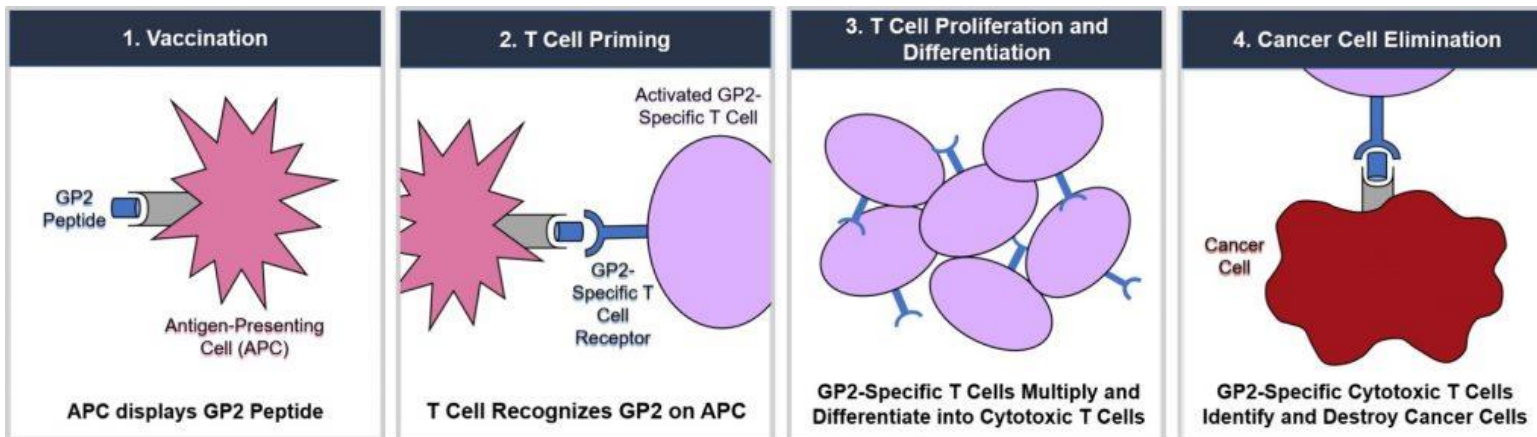 1. Vaccination
GP2
Peptide
Antigen-Presenting
Cell (APC)
APC displays GP2 Peptide
2. T Cell Priming
Activated GP2-
Specific T Cell
GP2-
Specific T
Cell
Receptor
T Cell Recognizes GP2 on APC
3. T Cell Proliferation and
Differentiation
GP2-Specific T Cells Multiply and
Differentiate into Cytotoxic T Cells
4. Cancer Cell Elimination
Cancer
Cell
GP2-Specific Cytotoxic T Cells
Identify and Destroy Cancer Cells